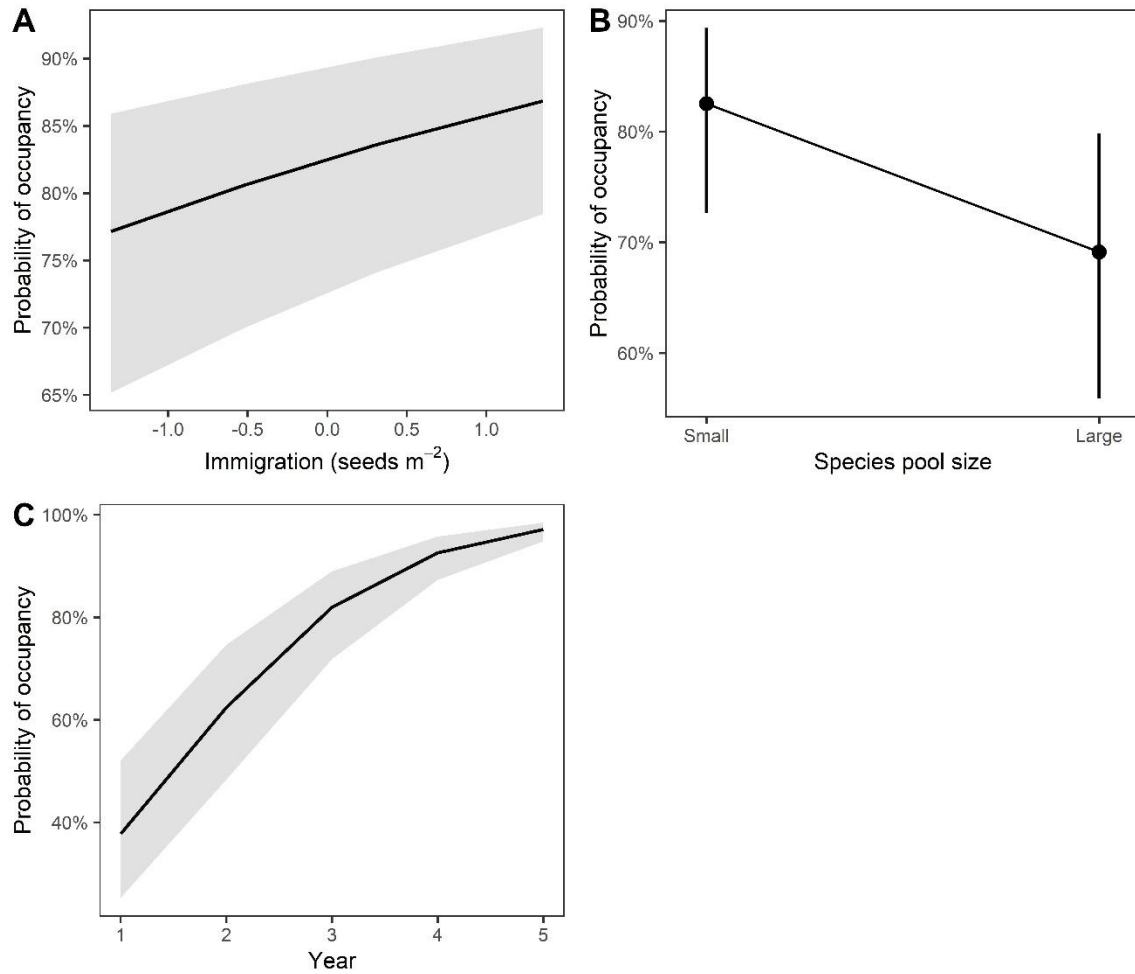 A
Probability of occupancy
90%
85%
80%
75%
70%
65%
-1.0 -0.5 0.0 0.5 1.0
Immigration (seeds m⁻²)
B
Probability of occupancy
90%
80%
70%
60%
Small Large
Species pool size
C
Probability of occupancy
100%
80%
60%
40%
1 2 3 4 5
Year